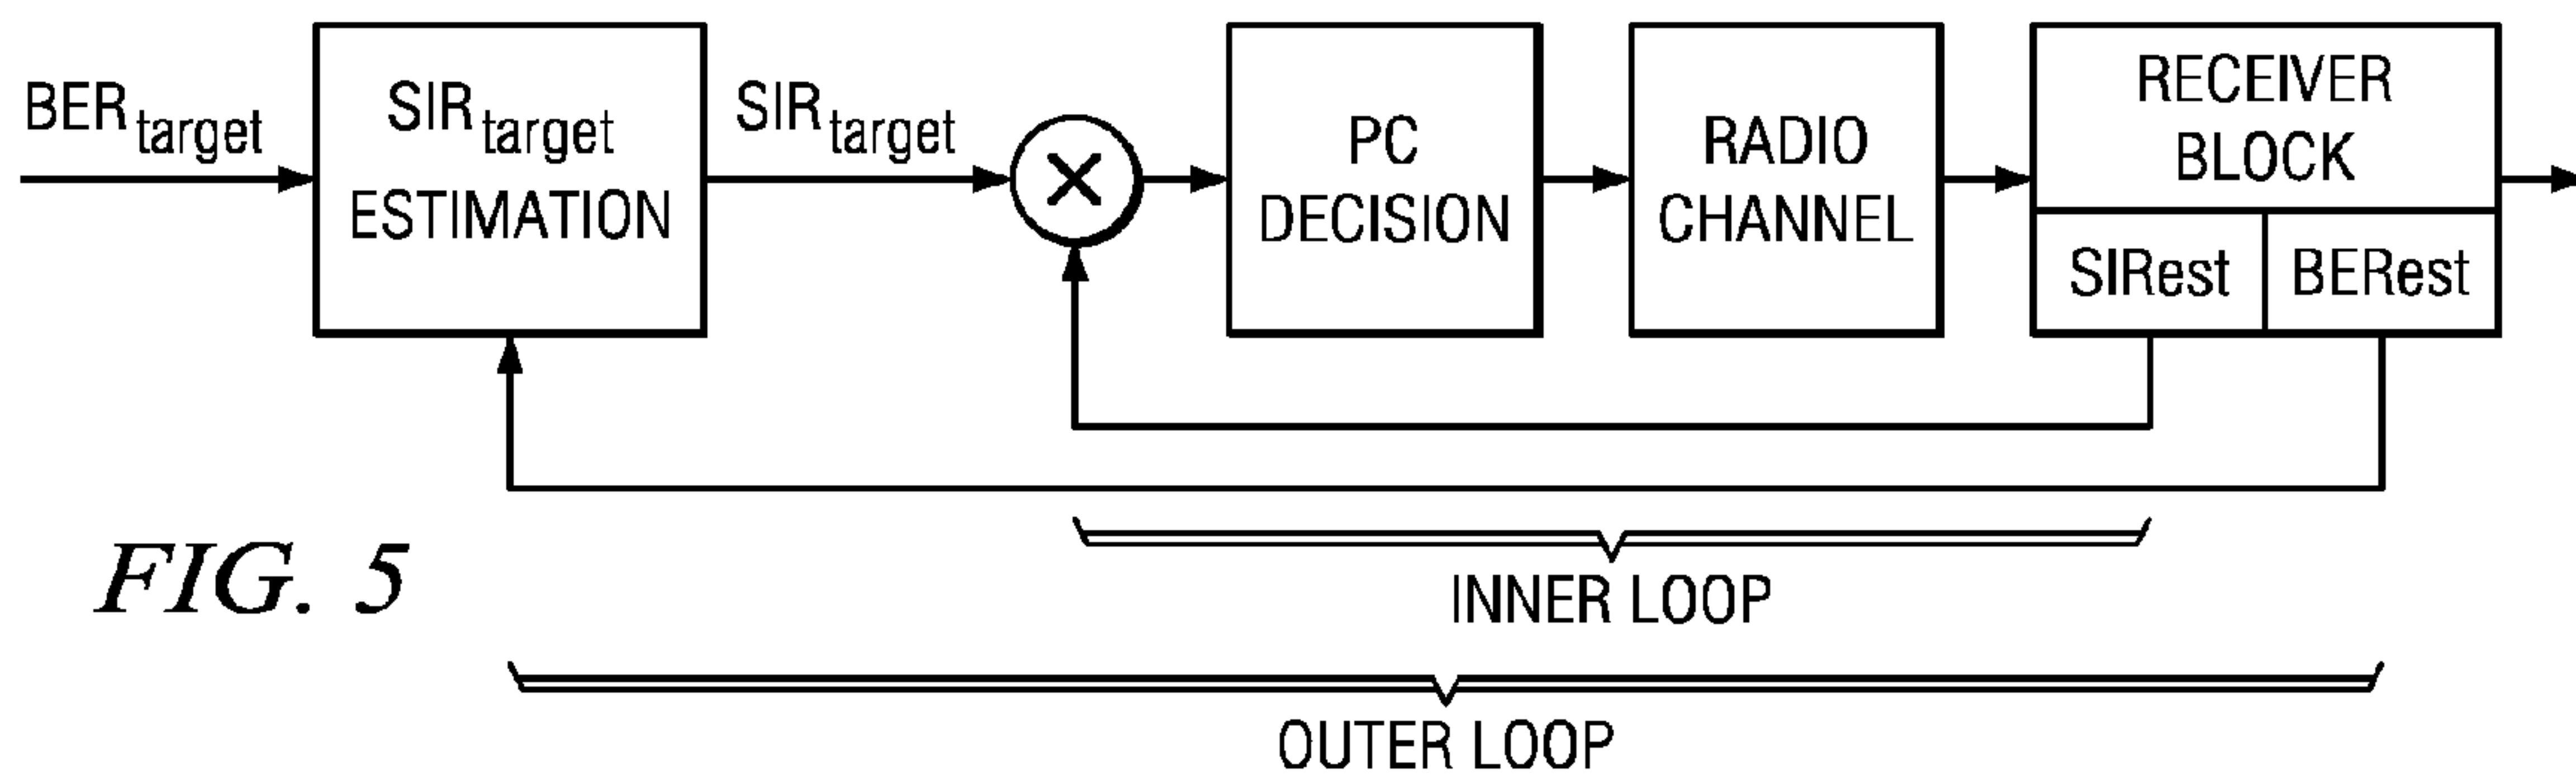 BERtarget
SIRtarget
ESTIMATION
SIRtarget
PC
DECISION
RADIO
CHANNEL
RECEIVER
BLOCK
SIRest
BERest
INNER LOOP
OUTER LOOP
FIG. 5